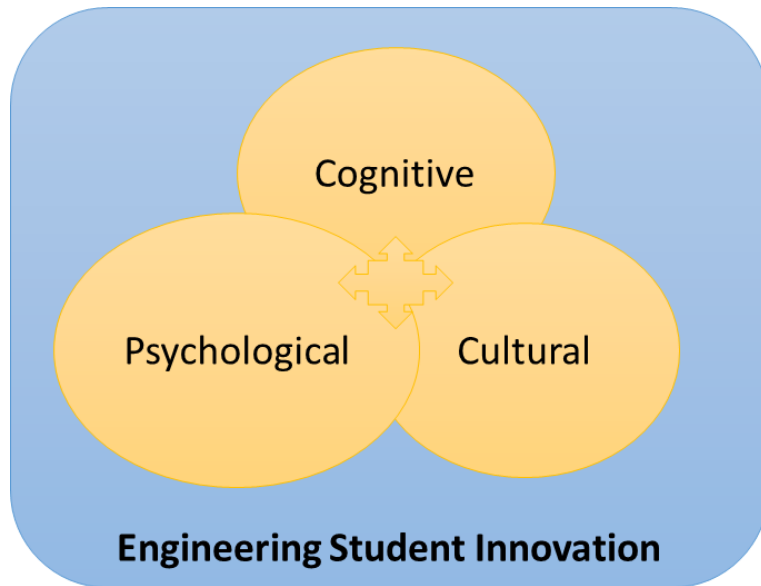 Cognitive
Psychological
Cultural
Engineering Student Innovation